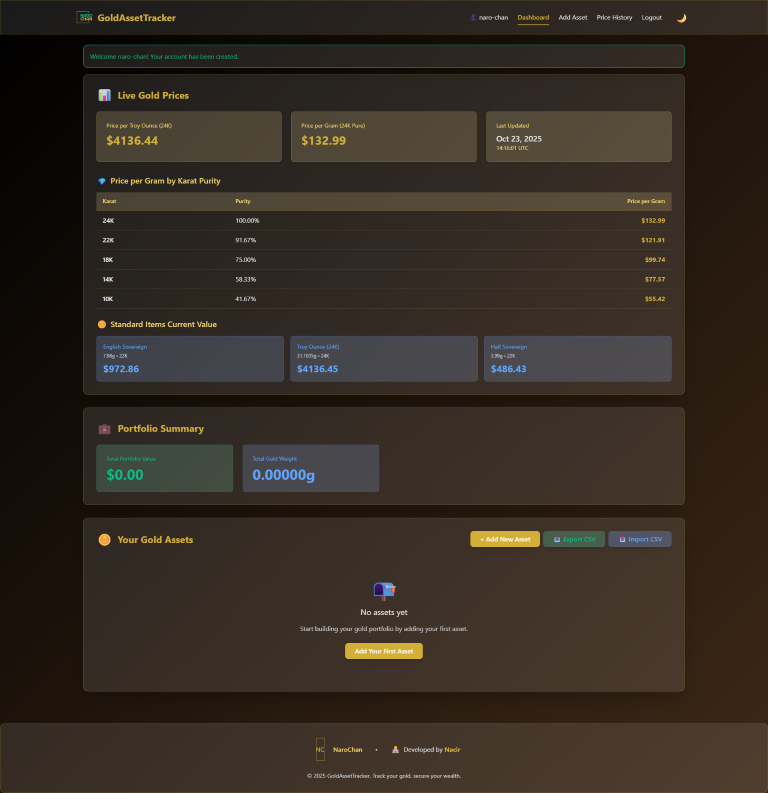 GoldAssetTracker
naro-chan Dashboard Add Asset Price History Logout
Welcome naro-chan! Your account has been created.
Live Gold Prices
Price per Troy Ounce (24K)
$4136.44
Price per Gram (24K Pure)
$132.99
Last Updated
Oct 23, 2025
14:16:01 UTC
Price per Gram by Karat Purity
Karat Purity Price per Gram
24K 100.00% $132.99
22K 91.67% $121.91
18K 75.00% $99.74
14K 58.33% $77.57
10K 41.67% $55.42
Standard Items Current Value
English Sovereign
7.98g • 22K
$972.86
Troy Ounce (24K)
31.1035g • 24K
$4136.45
Half Sovereign
3.99g • 22K
$486.43
Portfolio Summary
Total Portfolio Value
$0.00
Total Gold Weight
0.00000g
Your Gold Assets
+ Add New Asset
Export CSV
Import CSV
No assets yet
Start building your gold portfolio by adding your first asset.
Add Your First Asset
NC NaroChan • Developed by Nacir
© 2025 GoldAssetTracker. Track your gold, secure your wealth.